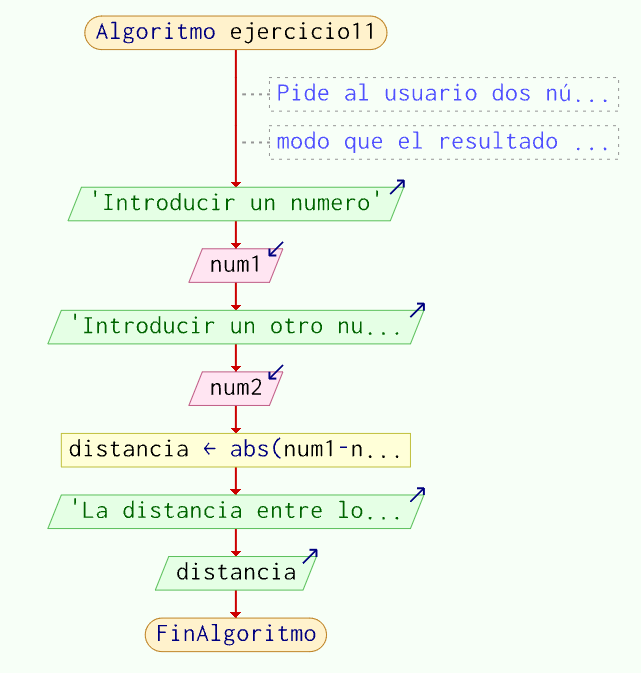 Algoritmo ejercicio11
Pide al usuario dos nú...
modo que el resultado ...
'Introducir un numero'
num1
'Introducir un otro nu...
num2
distancia ← abs(num1-n...
'La distancia entre lo...
distancia
FinAlgoritmo